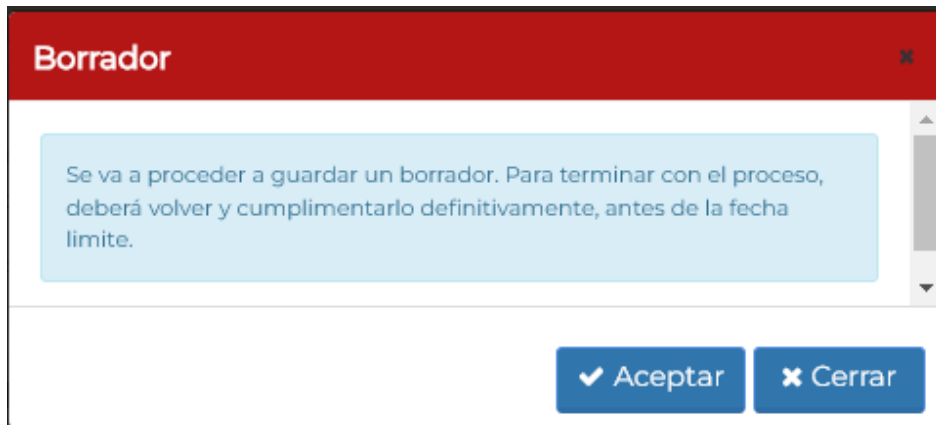 Borrador
Se va a proceder a guardar un borrador. Para terminar con el proceso,
deberá volver y cumplimentarlo definitivamente, antes de la fecha
limite.
Aceptar
Cerrar